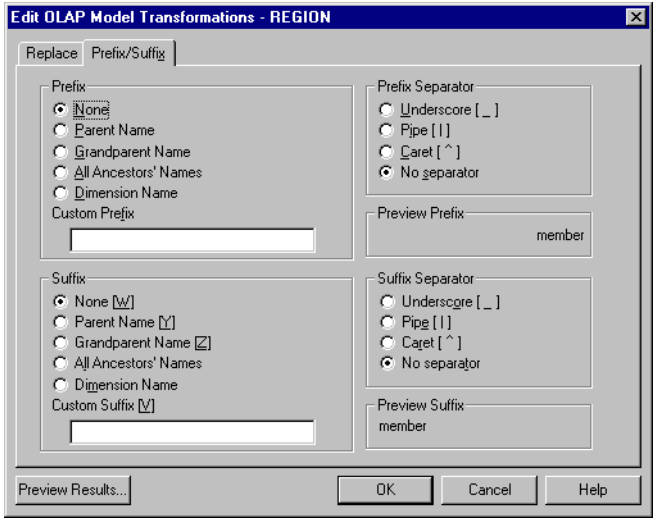 Edit OLAP Model Transformations - REGION
Replace
Prefix/Suffix
Prefix
None
Parent Name
Grandparent Name
All Ancestors' Names
Dimension Name
Custom Prefix
Prefix Separator
Underscore [ _ ]
Pipe [ | ]
Caret [ ^ ]
No separator
Preview Prefix
member
Suffix
None [W]
Parent Name [Y]
Grandparent Name [Z]
All Ancestors' Names
Dimension Name
Custom Suffix [V]
Suffix Separator
Underscore [ _ ]
Pipe [ | ]
Caret [ ^ ]
No separator
Preview Suffix
member
Preview Results...
OK
Cancel
Help